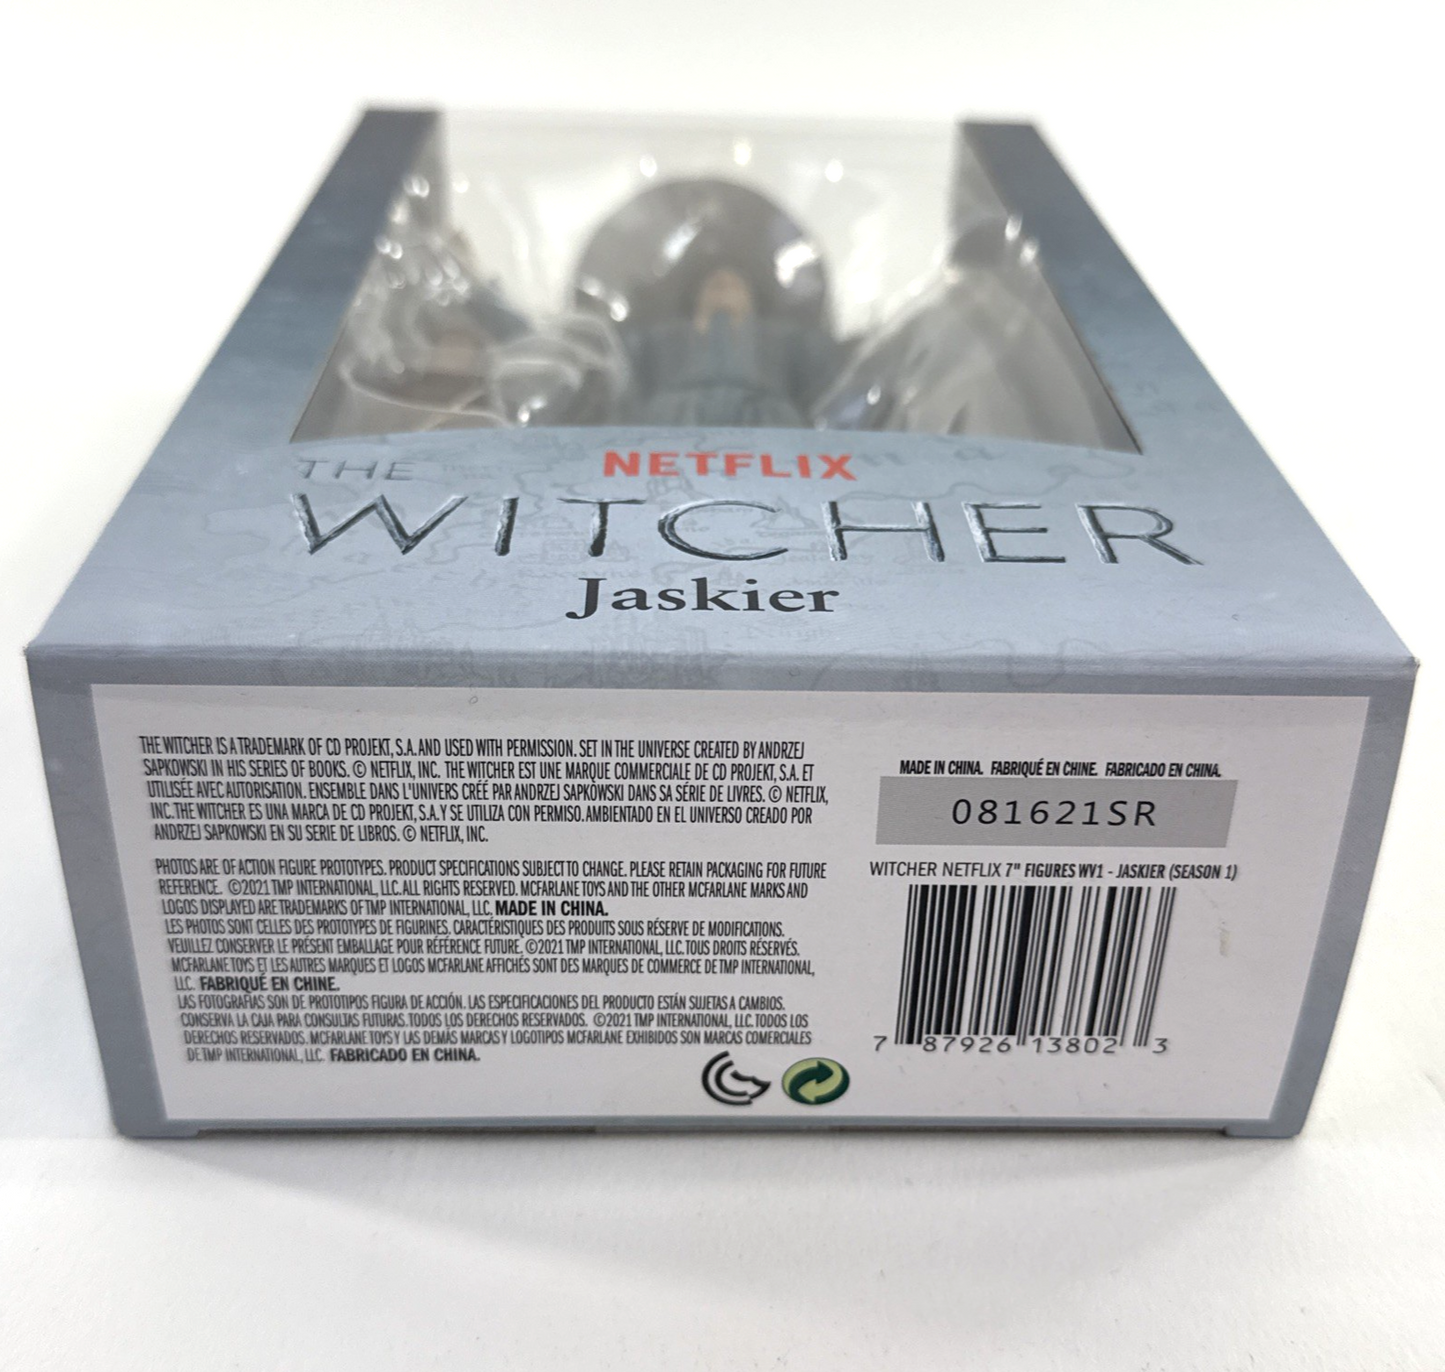 NETFLIX
THE
WITCHER
Jaskier
THE WITCHER IS A TRADEMARK OF CD PROJEKT, S.A. AND USED WITH PERMISSION. SET IN THE UNIVERSE CREATED BY ANDRZEJ
SAPKOWSKI IN HIS SERIES OF BOOKS. © NETFLIX, INC. THE WITCHER EST UNE MARQUE COMMERCIALE DE CD PROJEKT, S.A. ET
UTILISÉE AVEC AUTORISATION. ENSEMBLE DANS L'UNIVERS CRÉÉ PAR ANDRZEJ SAPKOWSKI DANS SA SÉRIE DE LIVRES. © NETFLIX,
INC. THE WITCHER ES UNA MARCA DE CD PROJEKT, S.A. Y SE UTILIZA CON PERMISO. AMBIENTADO EN EL UNIVERSO CREADO POR
ANDRZEJ SAPKOWSKI EN SU SERIE DE LIBROS. © NETFLIX, INC.
PHOTOS ARE OF ACTION FIGURE PROTOTYPES. PRODUCT SPECIFICATIONS SUBJECT TO CHANGE. PLEASE RETAIN PACKAGING FOR FUTURE
REFERENCE. ©2021 TMP INTERNATIONAL, LLC. ALL RIGHTS RESERVED. MCFARLANE TOYS AND THE OTHER MCFARLANE MARKS AND
LOGOS DISPLAYED ARE TRADEMARKS OF TMP INTERNATIONAL, LLC. MADE IN CHINA.
LES PHOTOS SONT CELLES DES PROTOTYPES DE FIGURINES. CARACTÉRISTIQUES DES PRODUITS SOUS RÉSERVE DE MODIFICATIONS.
VEUILLEZ CONSERVER LE PRÉSENT EMBALLAGE POUR RÉFÉRENCE FUTURE. ©2021 TMP INTERNATIONAL, LLC. TOUS DROITS RÉSERVÉS.
MCFARLANE TOYS ET LES AUTRES MARQUES ET LOGOS MCFARLANE AFFICHÉS SONT DES MARQUES DE COMMERCE DE TMP INTERNATIONAL,
LLC. FABRIQUÉ EN CHINE.
LAS FOTOGRAFÍAS SON DE PROTOTIPOS FIGURA DE ACCIÓN. LAS ESPECIFICACIONES DEL PRODUCTO ESTÁN SUJETAS A CAMBIOS.
CONSERVA LA CAJA PARA CONSULTAS FUTURAS. TODOS LOS DERECHOS RESERVADOS. ©2021 TMP INTERNATIONAL, LLC. TODOS LOS
DERECHOS RESERVADOS. MCFARLANE TOYS Y LAS DEMÁS MARCAS Y LOGOTIPOS MCFARLANE EXHIBIDOS SON MARCAS COMERCIALES
DE TMP INTERNATIONAL, LLC. FABRICADO EN CHINA.
MADE IN CHINA. FABRIQUÉ EN CHINE. FABRICADO EN CHINA.
081621SR
WITCHER NETFLIX 7" FIGURES WV1 - JASKIER (SEASON 1)
7 87926 13802 3